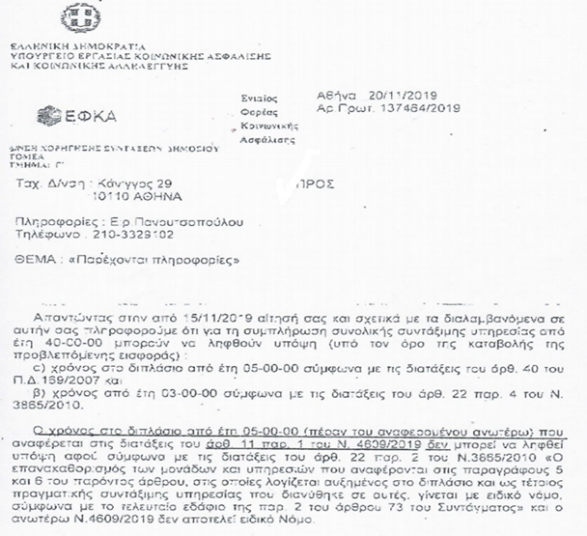 ΕΛΛΗΝΙΚΗ ΔΗΜΟΚΡΑΤΙΑ
ΥΠΟΥΡΓΕΙΟ ΕΡΓΑΣΙΑΣ ΚΟΙΝΩΝΙΚΗΣ ΑΣΦΑΛΙΣΗΣ
ΚΑΙ ΚΟΙΝΩΝΙΚΗΣ ΑΛΛΗΛΕΓΓΥΗΣ
ΕΦΚΑ
Ενιαίος
Φορέας
Κοινωνικής
Ασφάλισης
Αθήνα 20/11/2019
Αρ Πρωτ. 137464/2019
Δ/ΝΣΗ ΧΟΡΗΓΗΣΗΣ ΣΥΝΤΑΞΕΩΝ ΔΗΜΟΣΙΟΥ
ΤΟΜΕΑ
ΤΜΗΜΑ: Γ'
Ταχ. Δ/νση : Κάνιγγος 29
10110 ΑΘΗΝΑ
ΠΡΟΣ
Πληροφορίες : Ειρ Πανουτσοπούλου
Τηλέφωνο : 210-3329102
ΘΕΜΑ : «Παρέχονται πληροφορίες»
Απαντώντας στην από 15/11/2019 αίτησή σας και σχετικά με τα διαλαμβανόμενα σε
αυτήν σας πληροφορούμε ότι για τη συμπλήρωση συνολικής συντάξιμης υπηρεσίας από
έτη 40-00-00 μπορούν να ληφθούν υπόψη (υπό τον όρο της καταβολής της
προβλεπόμενης εισφοράς) :
α) χρόνος στο διπλάσιο από έτη 05-00-00 σύμφωνα με τις διατάξεις του άρθ. 40 του
Π.Δ. 169/2007 και
β) χρόνος από έτη 03-00-00 σύμφωνα με τις διατάξεις του άρθ. 22 παρ. 4 του Ν.
3865/2010.
Ο χρόνος στο διπλάσιο από έτη 05-00-00 (πέραν του αναφερομένου ανωτέρω) που
αναφέρεται στις διατάξεις του άρθ. 11 παρ. 1 του Ν. 4609/2019 δεν μπορεί να ληφθεί
υπόψη αφού σύμφωνα με τις διατάξεις του άρθ. 22 παρ. 2 του Ν.3865/2010 «Ο
επανακαθορισμός των μονάδων και υπηρεσιών που αναφέρονται στις παραγράφους 5
και 6 του παρόντος άρθρου, στις οποίες λογίζεται αυξημένος στο διπλάσιο και ως τέτοιος
πραγματικής συντάξιμης υπηρεσίας που διανύθηκε σε αυτές, γίνεται με ειδικό νόμο,
σύμφωνα με το τελευταίο εδάφιο της παρ. 2 του άρθρου 73 του Συντάγματος» και ο
ανωτέρω Ν.4609/2019 δεν αποτελεί ειδικό Νόμο.